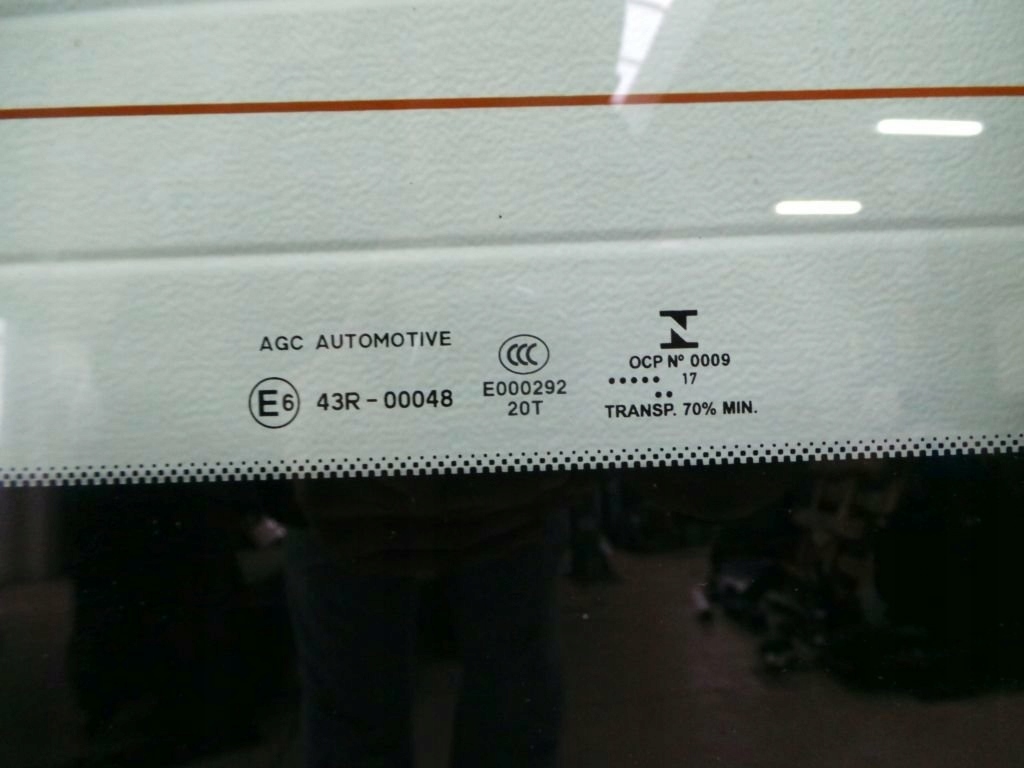 AGC AUTOMOTIVE
E6 43R-00048
CCC
E000292
20T
N
OCP Nº 0009
••••• 17
••
TRANSP. 70% MIN.